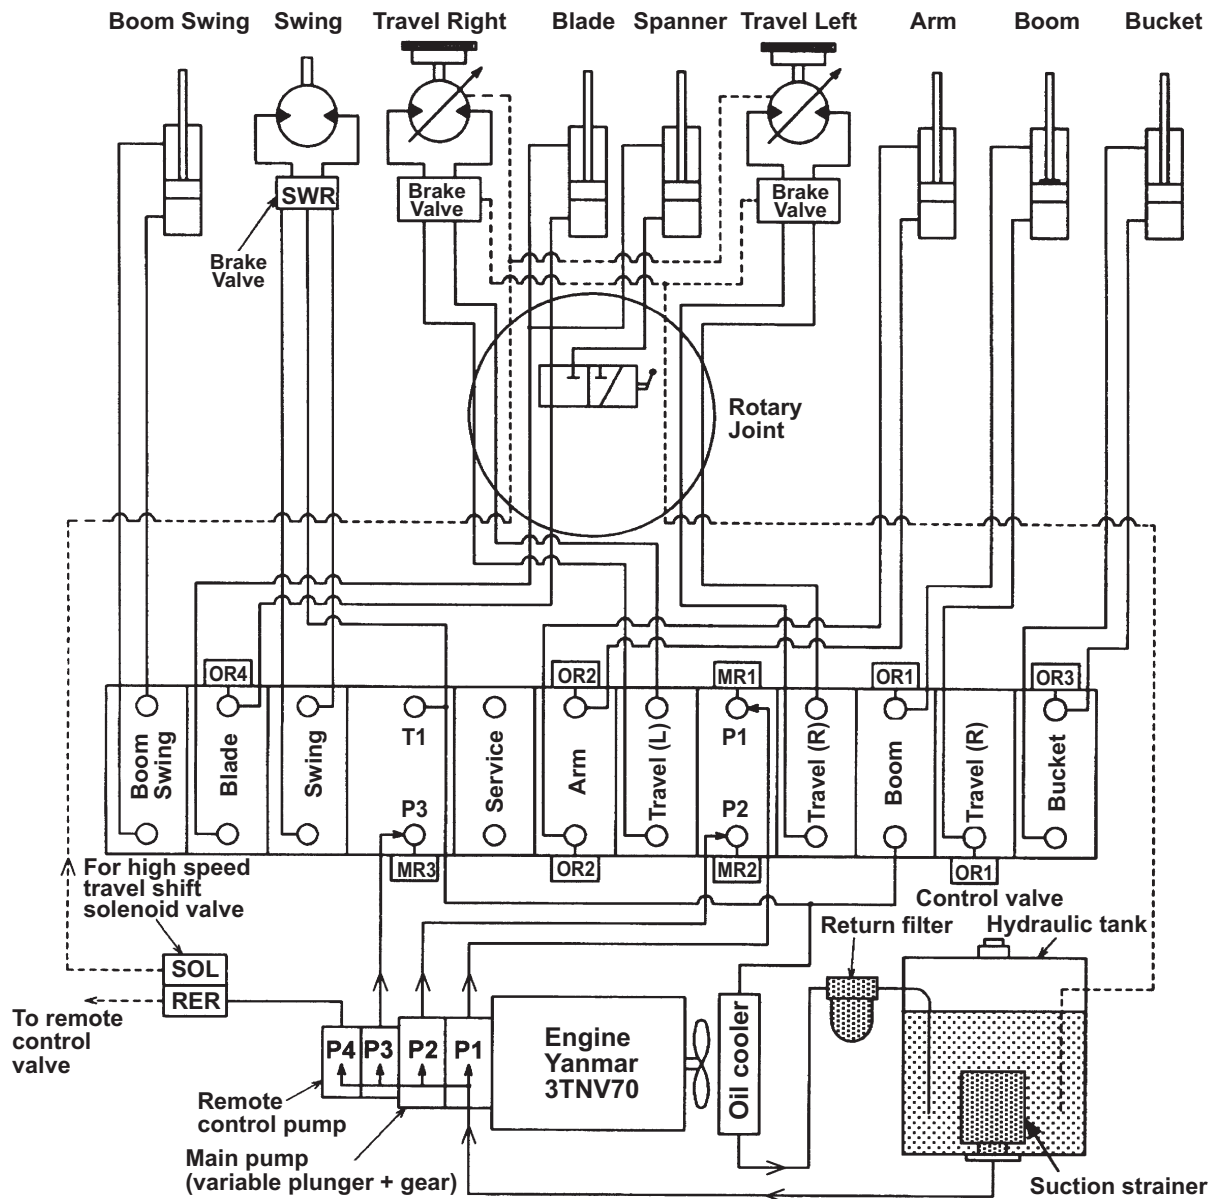 Boom Swing
Swing
Travel Right
Blade
Spanner
Travel Left
Arm
Boom
Bucket
SWR
Brake
Valve
Brake
Valve
Brake
Valve
Rotary
Joint
OR4
OR2
MR1
OR1
OR3
Boom
Swing
Blade
Swing
T1
P3
Service
Arm
Travel (L)
P1
P2
Travel (R)
Boom
Travel (R)
Bucket
MR3
OR2
MR2
OR1
For high speed
travel shift
solenoid valve
Control valve
Return filter
Hydraulic tank
SOL
RER
To remote
control
valve
P4
P3
P2
P1
Engine
Yanmar
3TNV70
Oil cooler
Remote
control pump
Main pump
(variable plunger + gear)
Suction strainer